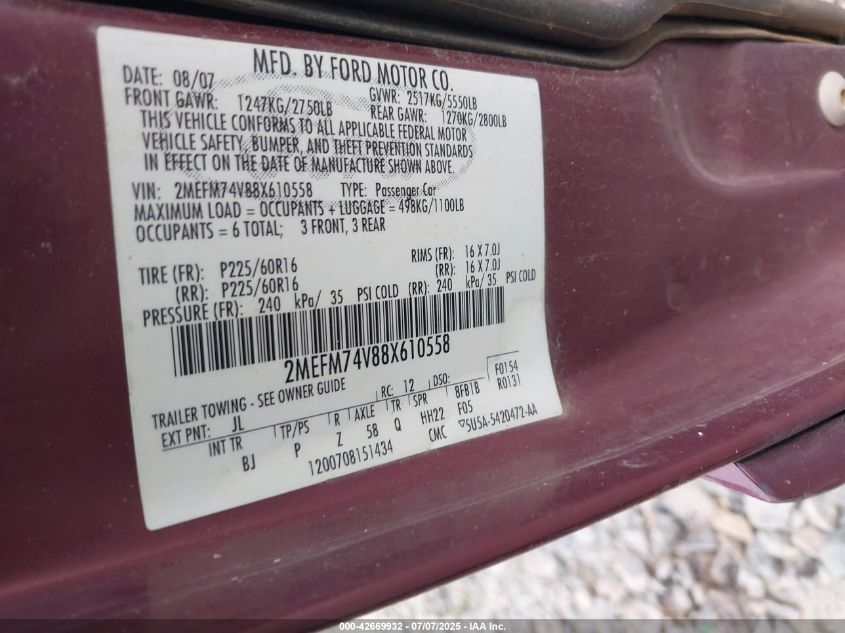 MFD. BY FORD MOTOR CO.
DATE: 08/07 GVWR: 2517KG/5550LB
FRONT GAWR: 1247KG/2750LB REAR GAWR: 1270KG/2800LB
THIS VEHICLE CONFORMS TO ALL APPLICABLE FEDERAL MOTOR
VEHICLE SAFETY, BUMPER, AND THEFT PREVENTION STANDARDS
IN EFFECT ON THE DATE OF MANUFACTURE SHOWN ABOVE.
VIN: 2MEFM74V88X610558 TYPE: Passenger Car
MAXIMUM LOAD = OCCUPANTS + LUGGAGE = 498KG/1100LB
OCCUPANTS = 6 TOTAL; 3 FRONT, 3 REAR
TIRE (FR): P225/60R16 RIMS (FR): 16 X 7.0J
(RR): P225/60R16 (RR): 16 X 7.0J
PRESSURE (FR): 240 kPa/ 35 PSI COLD (RR): 240 kPa/ 35 PSI COLD
2MEFM74V88X610558
TRAILER TOWING - SEE OWNER GUIDE
EXT PNT: JL RC: 12 DSO: F0154
INT TR TP/PS R AXLE TR SPR BFB1B R0131
BJ P Z 58 Q HH22 F05
1200708151434 CMC ▽5U5A-5420472-AA
000-42669932 - 07/07/2025 - IAA Inc.